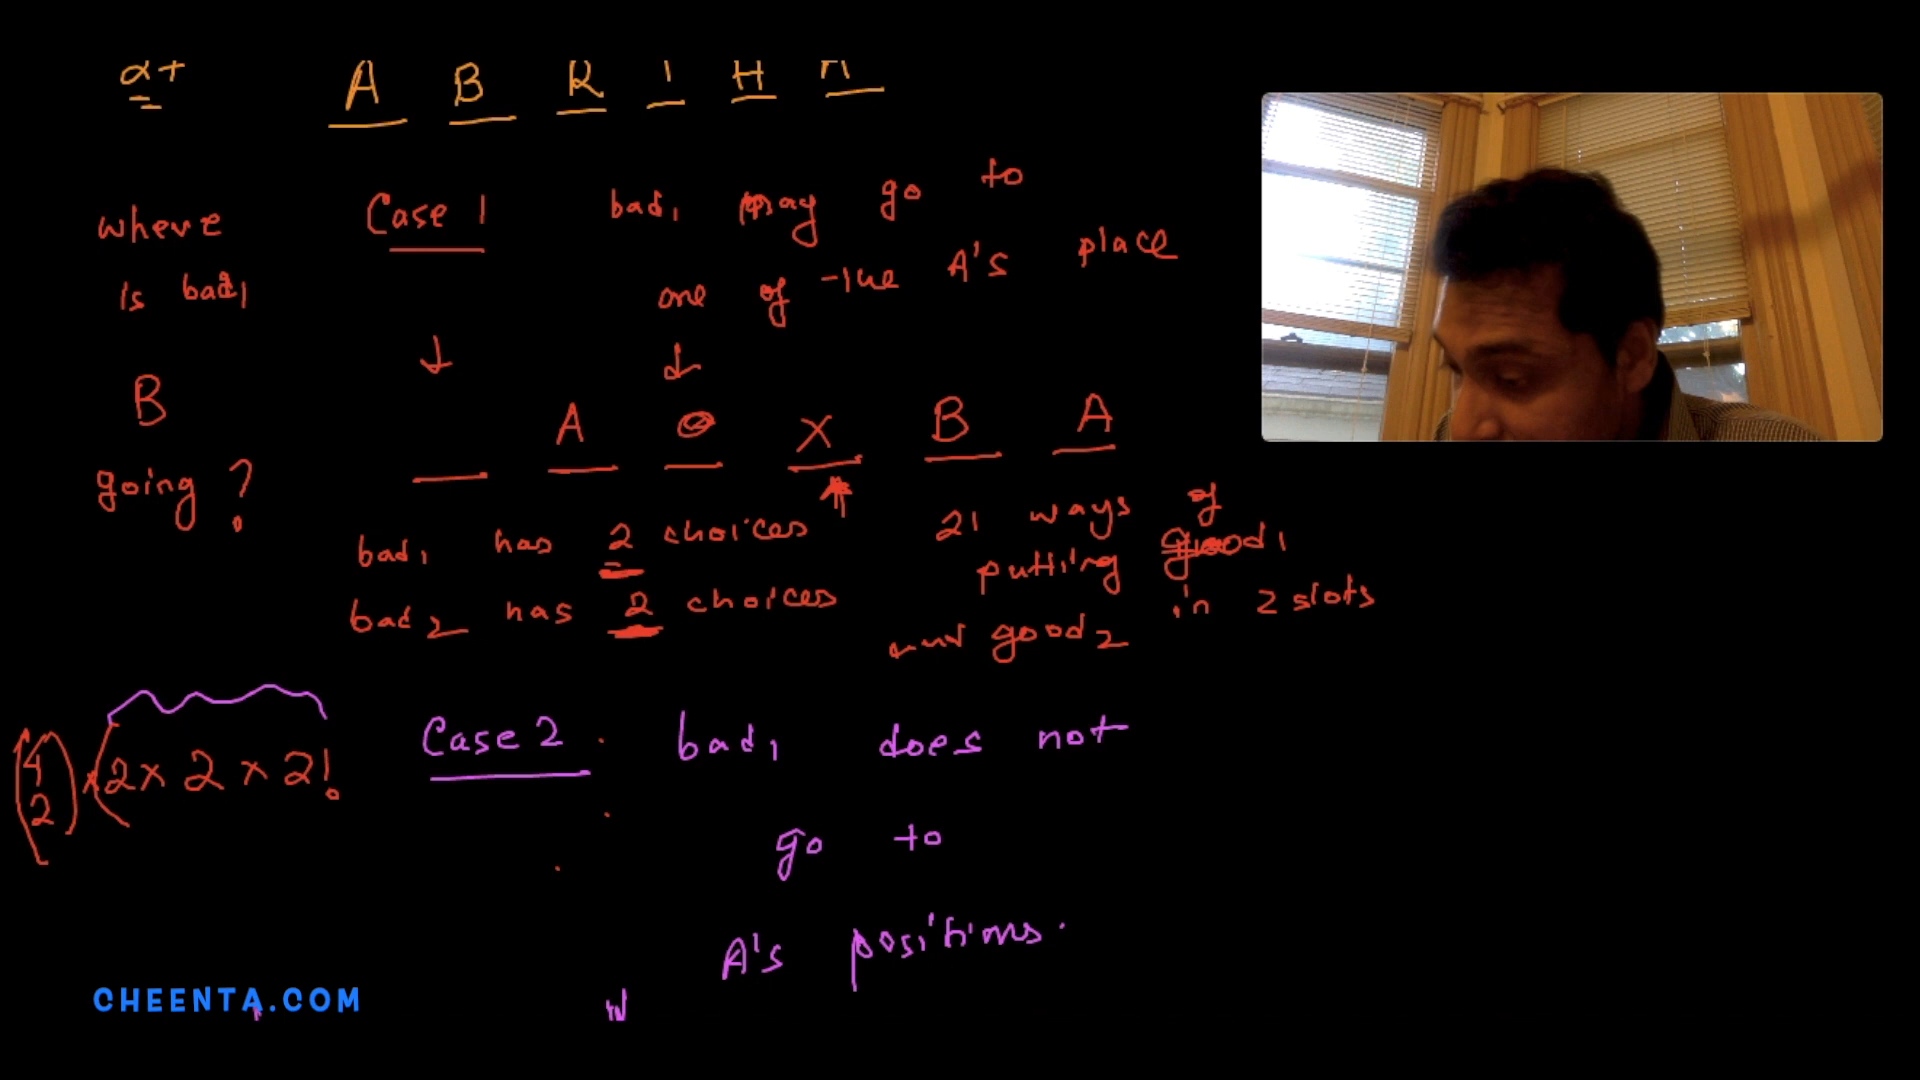 A B R I H A
where
is bad1
B
going?
Case 1 bad1 may go to
one of the A's place
A X B A
bad1 has 2 choices
bad2 has 2 choices
2! ways of
putting good1
and good2 in 2 slots
(4 2) x (2 x 2 x 2!
Case 2 . bad1 does not
go to
A's positions.
CHEENTA.COM